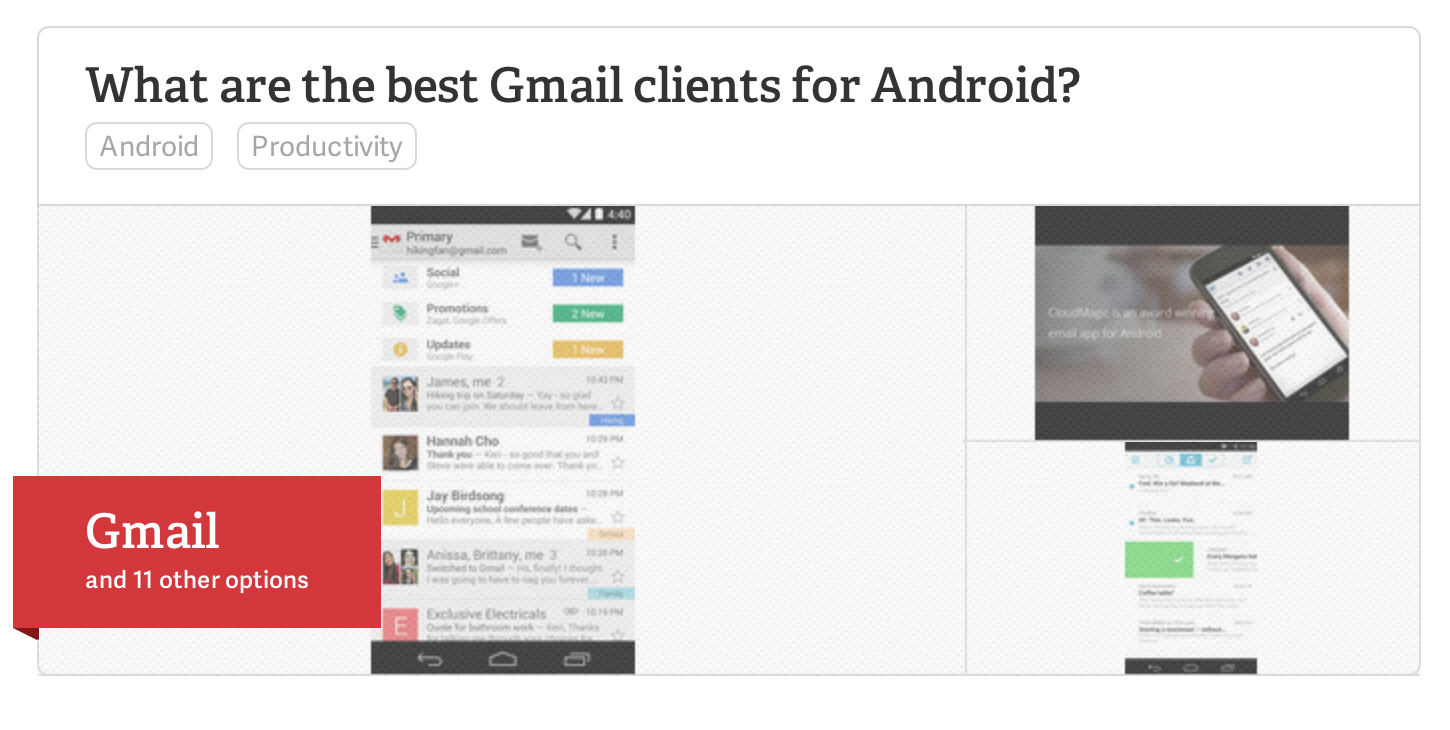 What are the best Gmail clients for Android?
Android
Productivity
4:40
Primary
hikingfan@gmail.com
Social
1 New
Google+
Promotions
2 New
Zagat, Google Offers
Updates
1 New
Google Play
James, me 2
10:43 PM
Hiking trip on Saturday – Yay - so glad
you can join. We should leave from here...
Hiking
Hannah Cho
10:29 PM
Thank you – Keri - so good that you and
Steve were able to come over. Thank yo...
J
Jay Birdsong
10:28 PM
Upcoming school conference dates –
Hello everyone, A few people have aske...
School
Anissa, Brittany, me 3
10:26 PM
Switched to Gmail – Ha, finally! I thought
I was going to have to nag you forever...
Family
E
Exclusive Electricals
10:19 PM
Quote for bathroom work – Keri, Thanks
Gmail
and 11 other options
CloudMagic is an award winning
email app for Android
Coffee table?